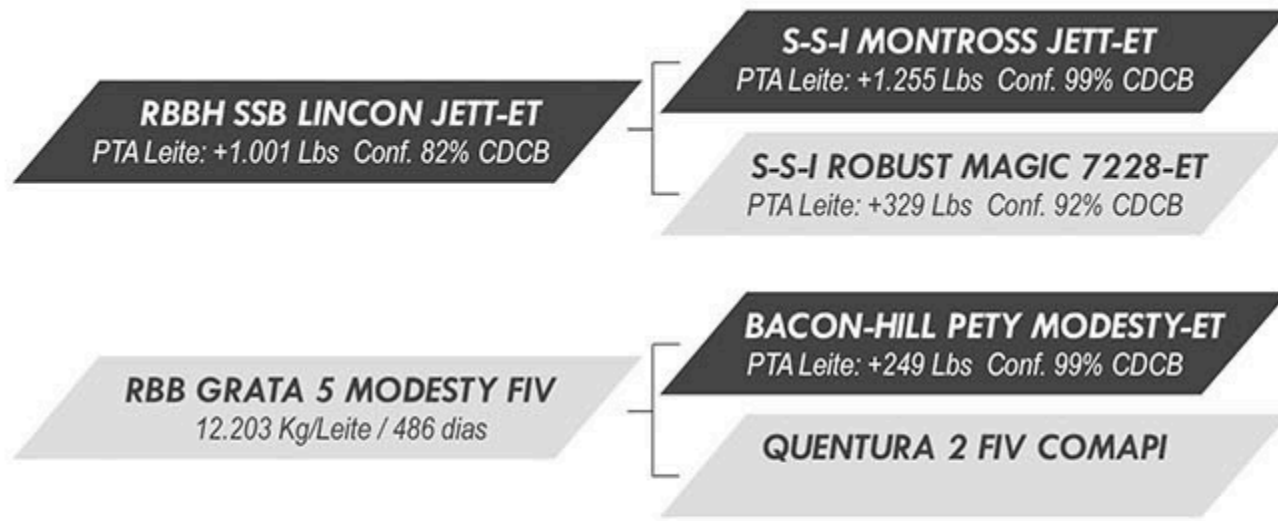 S-S-I MONTROSS JETT-ET
PTA Leite: +1.255 Lbs Conf. 99% CDCB
RBBH SSB LINCON JETT-ET
PTA Leite: +1.001 Lbs Conf. 82% CDCB
S-S-I ROBUST MAGIC 7228-ET
PTA Leite: +329 Lbs Conf. 92% CDCB
BACON-HILL PETY MODESTY-ET
PTA Leite: +249 Lbs Conf. 99% CDCB
RBB GRATA 5 MODESTY FIV
12.203 Kg/Leite / 486 dias
QUENTURA 2 FIV COMAPI